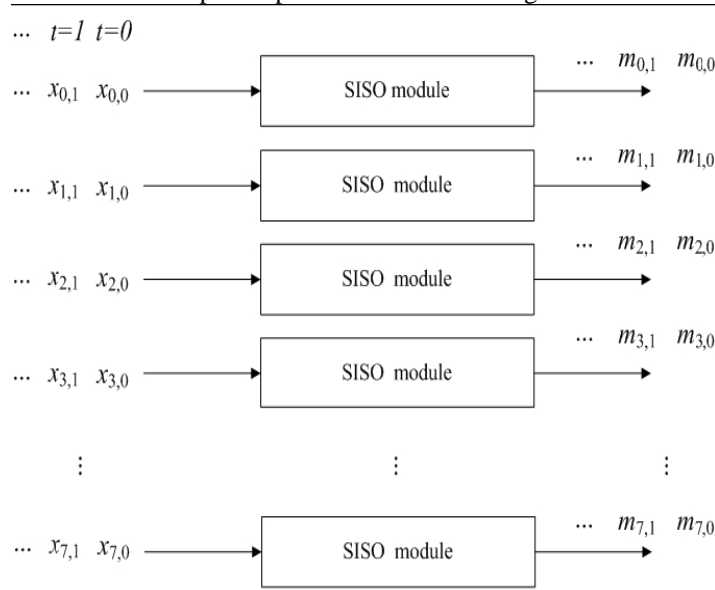 ... t=1 t=0
... m0,1 m0,0
... x0,1 x0,0
SISO module
... m1,1 m1,0
... x1,1 x1,0
SISO module
... m2,1 m2,0
... x2,1 x2,0
SISO module
... m3,1 m3,0
... x3,1 x3,0
SISO module
⋮ ⋮ ⋮
... m7,1 m7,0
... x7,1 x7,0
SISO module